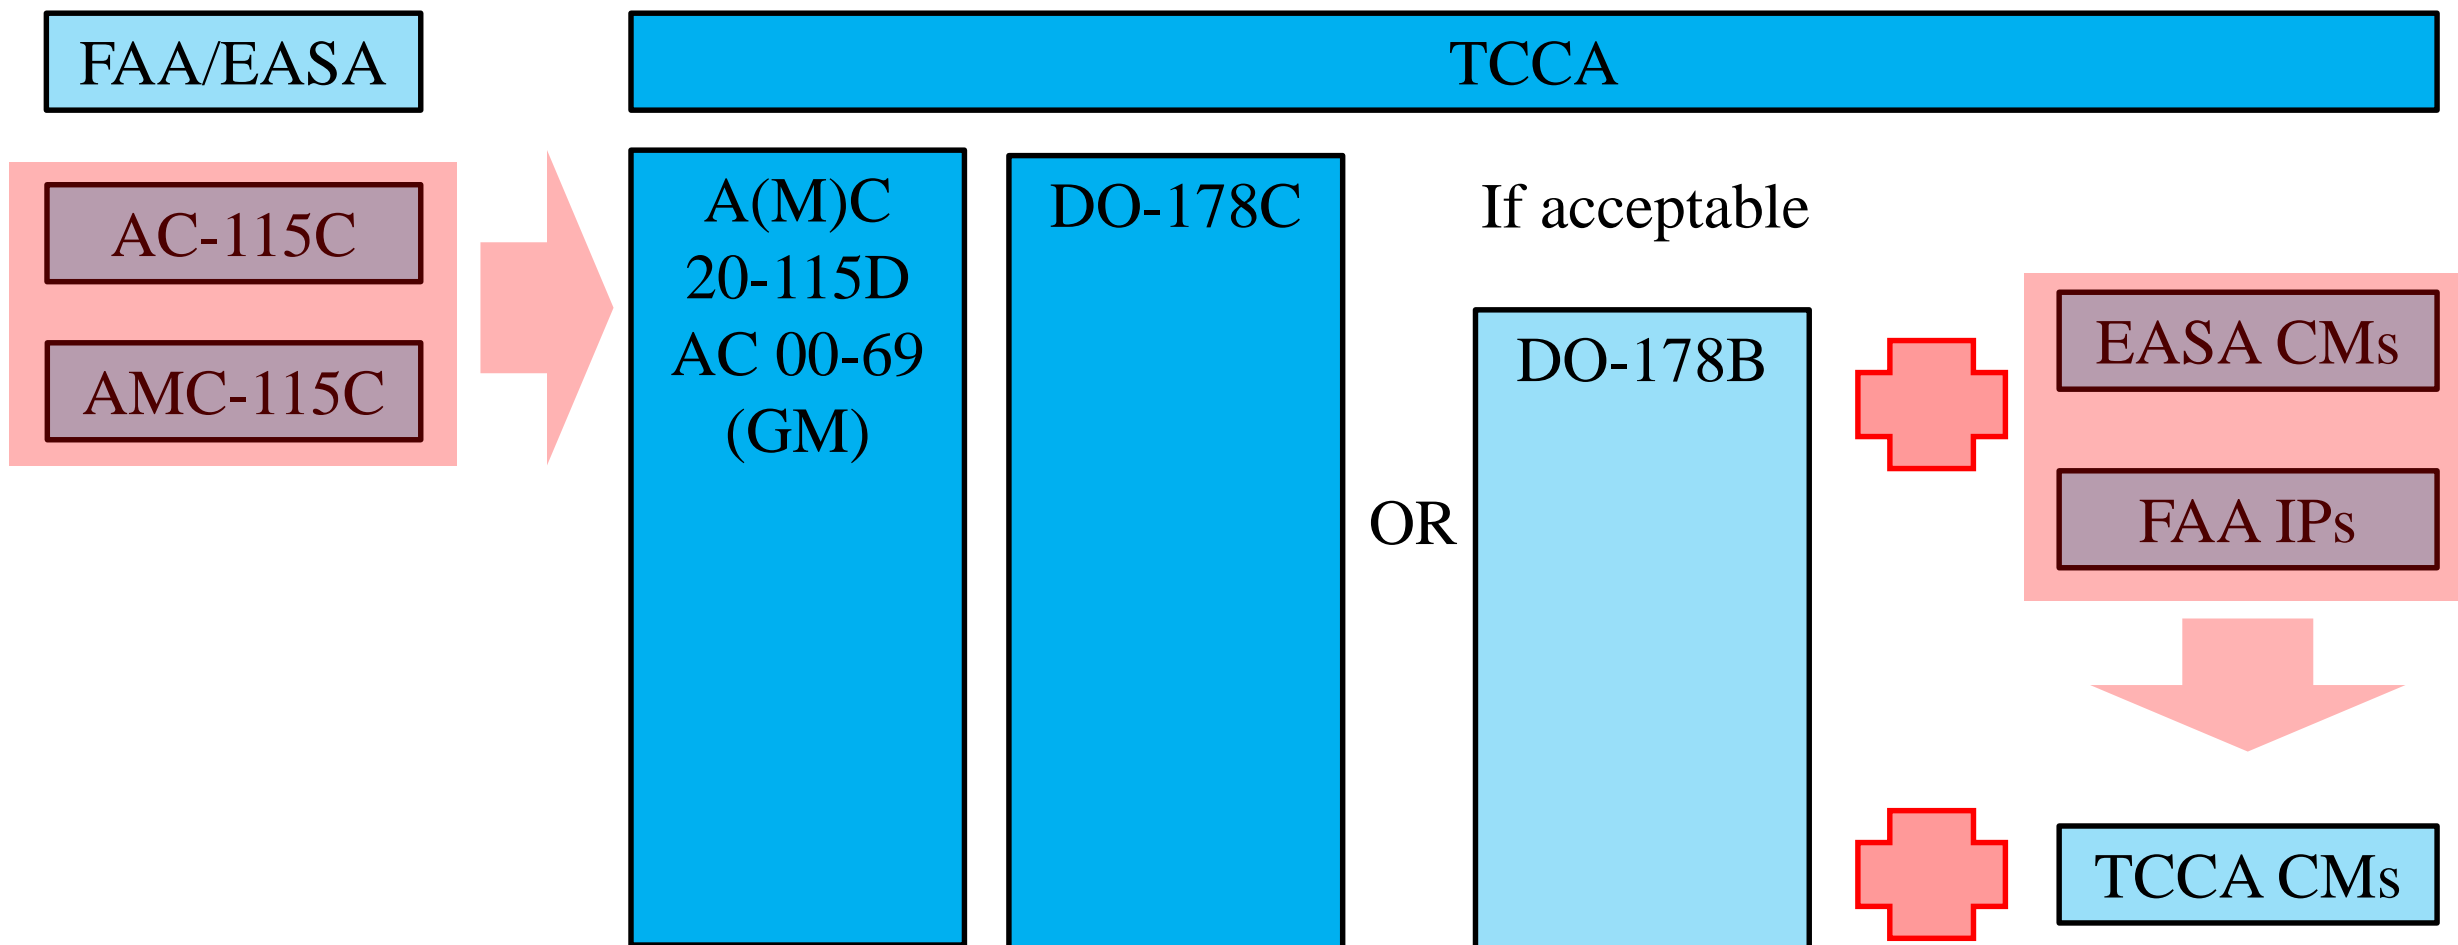 FAA/EASA
TCCA
AC-115C
AMC-115C
A(M)C
20-115D
AC 00-69
(GM)
DO-178C
OR
If acceptable
DO-178B
EASA CMs
FAA IPs
TCCA CMs